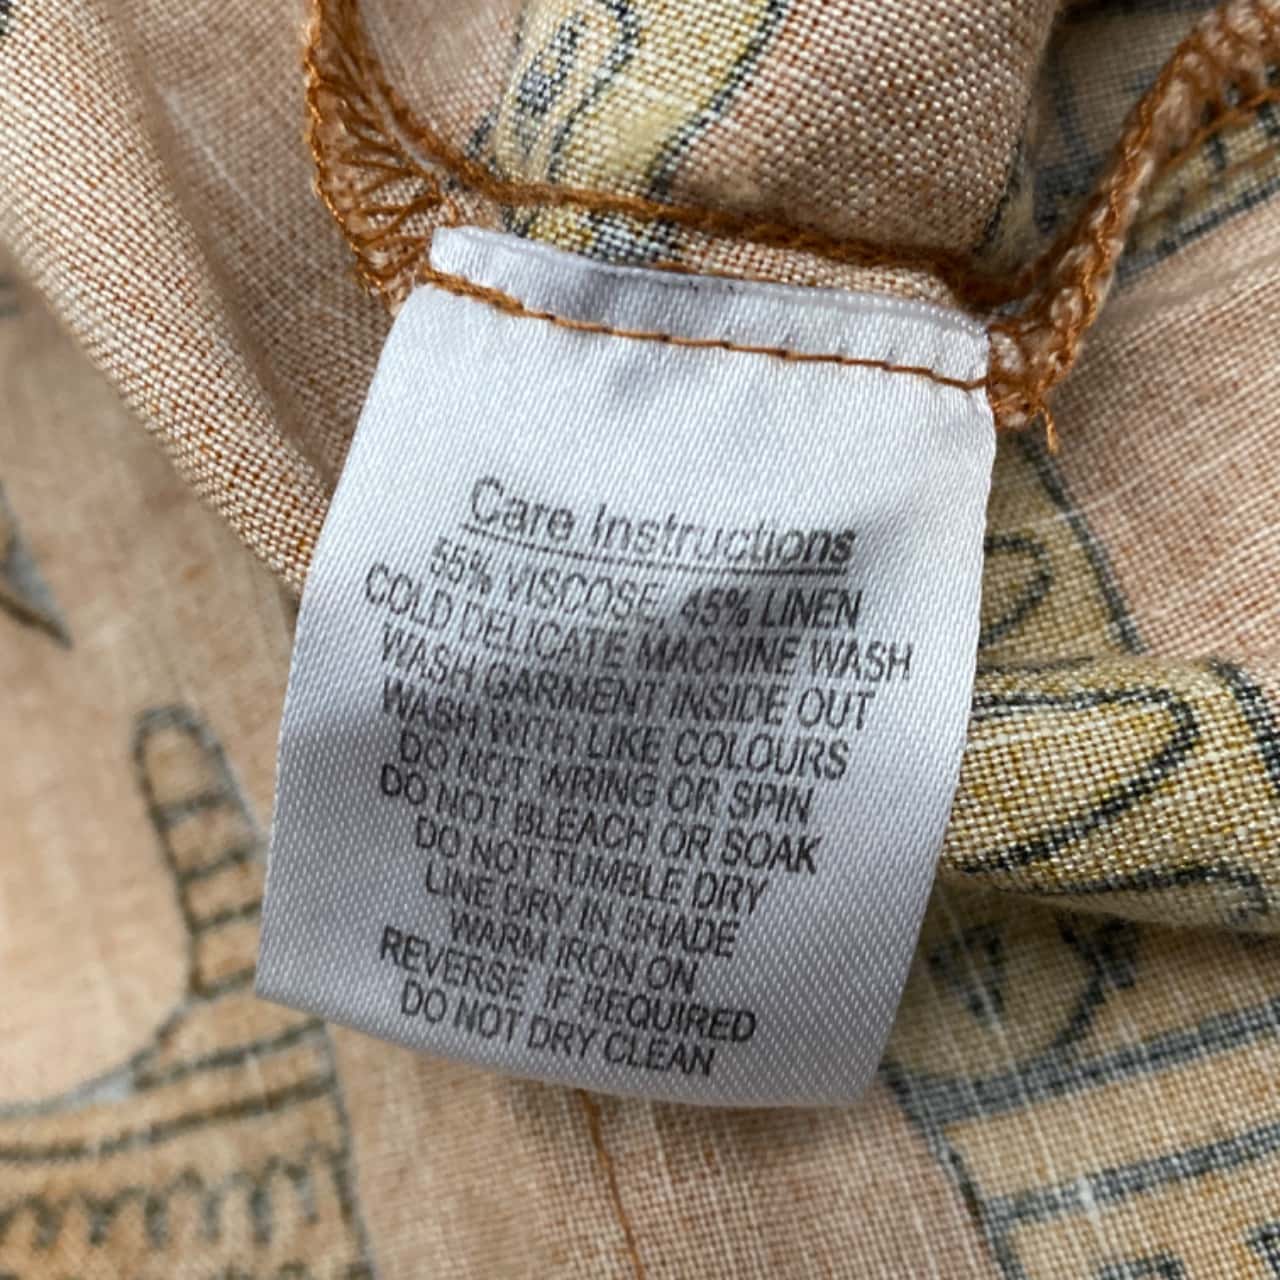 Care Instructions
55% VISCOSE, 45% LINEN
COLD DELICATE MACHINE WASH
WASH GARMENT INSIDE OUT
WASH WITH LIKE COLOURS
DO NOT WRING OR SPIN
DO NOT BLEACH OR SOAK
DO NOT TUMBLE DRY
LINE DRY IN SHADE
WARM IRON ON
REVERSE IF REQUIRED
DO NOT DRY CLEAN